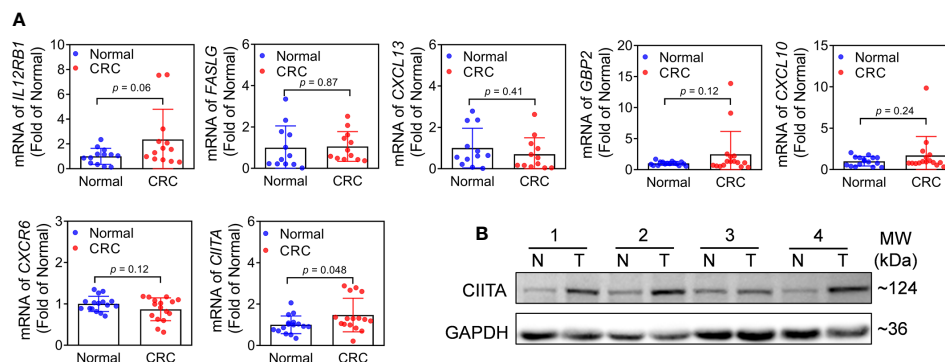 A
mRNA of IL12RB1
(Fold of Normal)
10
8
6
4
2
0
Normal
CRC
p = 0.06
Normal
CRC
mRNA of FASLG
(Fold of Normal)
6
4
2
0
Normal
CRC
p = 0.87
Normal
CRC
mRNA of CXCL13
(Fold of Normal)
6
4
2
0
Normal
CRC
p = 0.41
Normal
CRC
mRNA of GBP2
(Fold of Normal)
20
15
10
5
0
Normal
CRC
p = 0.12
Normal
CRC
mRNA of CXCL10
(Fold of Normal)
15
10
5
0
Normal
CRC
p = 0.24
Normal
CRC
mRNA of CXCR6
(Fold of Normal)
3
2
1
0
Normal
CRC
p = 0.12
Normal
CRC
mRNA of CIITA
(Fold of Normal)
6
4
2
0
Normal
CRC
p = 0.048
Normal
CRC
B
1 2 3 4 MW
N T N T N T N T (kDa)
CIITA ~124
GAPDH ~36